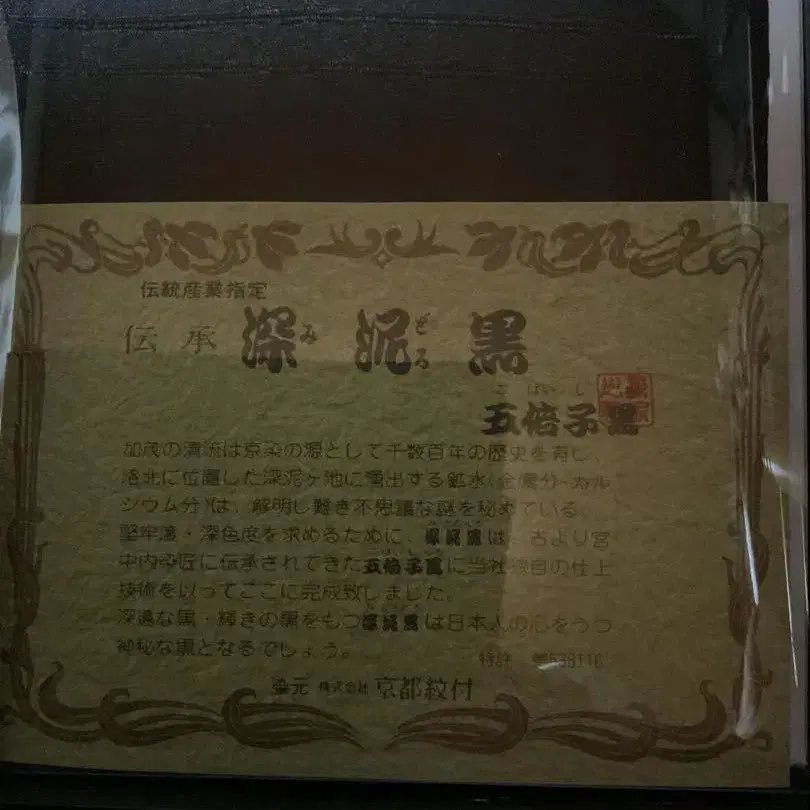 伝統産業指定
伝承 深泥黒
みどろ
ごばいし
五倍子黒
加茂の清流は京染の源として千数百年の歴史を有し、
洛北に位置した深泥ヶ池に湧出する鉱水(金属分-カル
シウム分)は、解明し難き不思議な謎を秘めている。
堅牢度・深色度を求めるために、深泥黒は、古より宮
中内染匠に伝承されてきた五倍子黒に当社独自の仕上
技術を以ってここに完成致しました。
深遠な黒・輝きの黒をもつ深泥黒は日本人の心をうつ
神秘な黒となるでしょう。
特許
染元 株式会社 京都紋付